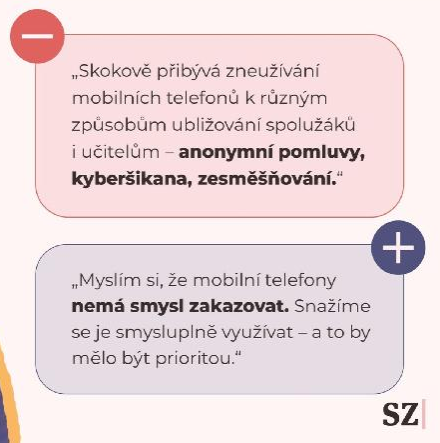 „Skokově přibývá zneužívání
mobilních telefonů k různým
způsobům ubližování spolužáků
i učitelům – anonymní pomluvy,
kyberšikana, zesměšňování.“
„Myslím si, že mobilní telefony
nemá smysl zakazovat. Snažíme
se je smysluplně využívat – a to by
mělo být prioritou.“
SZ